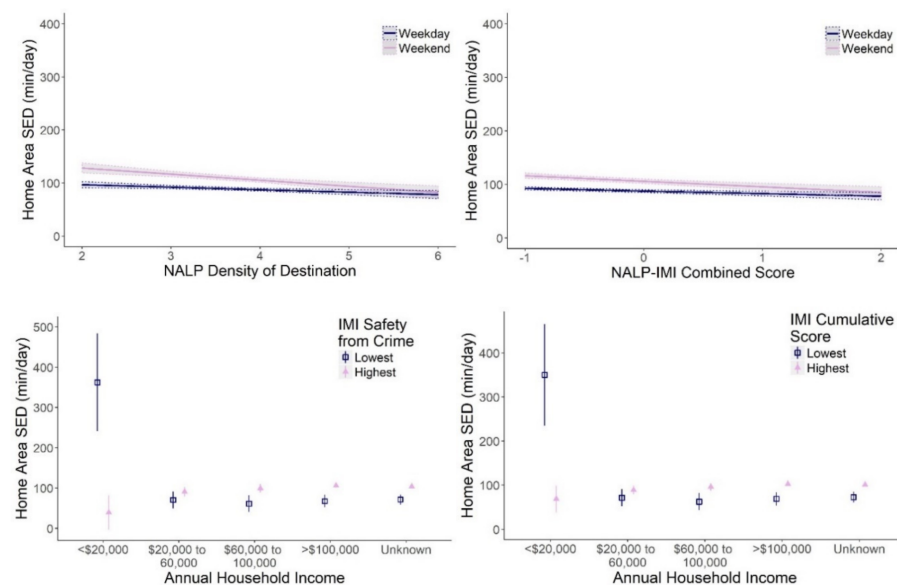 400
300
200
100
0
Home Area SED (min/day)
Weekday
Weekend
2
3
4
5
6
NALP Density of Destination
400
300
200
100
0
Home Area SED (min/day)
Weekday
Weekend
-1
0
1
2
NALP-IMI Combined Score
500
400
300
200
100
0
Home Area SED (min/day)
IMI Safety
from Crime
Lowest
Highest
<$20,000
$20,000 to
60,000
$60,000 to
100,000
>$100,000
Unknown
Annual Household Income
400
300
200
100
0
Home Area SED (min/day)
IMI Cumulative
Score
Lowest
Highest
<$20,000
$20,000 to
60,000
$60,000 to
100,000
>$100,000
Unknown
Annual Household Income